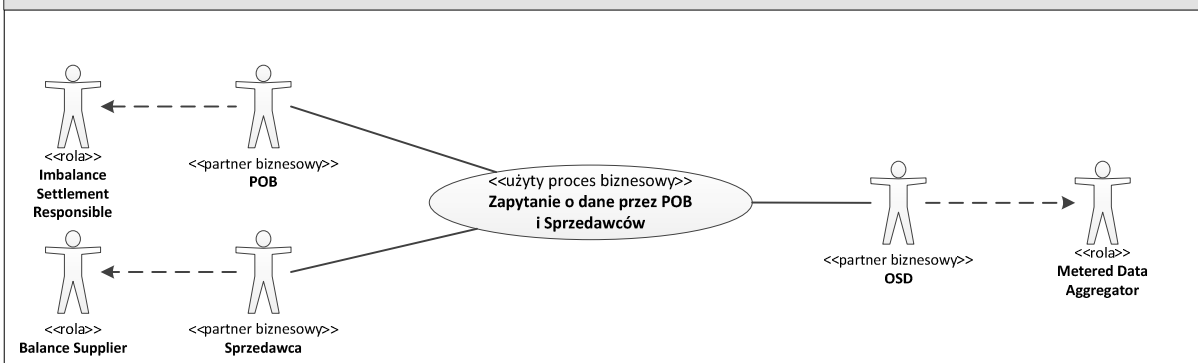 <<rola>>
Imbalance
Settlement
Responsible
<<partner biznesowy>>
POB
<<rola>>
Balance Supplier
<<partner biznesowy>>
Sprzedawca
<<użyty proces biznesowy>>
Zapytanie o dane przez POB
i Sprzedawców
<<partner biznesowy>>
OSD
<<rola>>
Metered Data
Aggregator